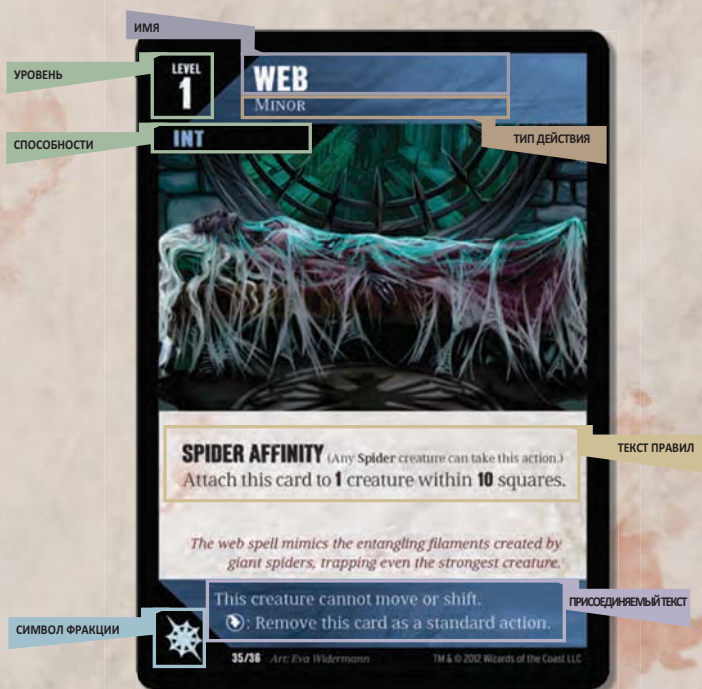 ИМЯ
УРОВЕНЬ
LEVEL
1
WEB
MINOR
СПОСОБНОСТИ
INT
ТИП ДЕЙСТВИЯ
SPIDER AFFINITY (Any Spider creature can take this action.)
Attach this card to 1 creature within 10 squares.
ТЕКСТ ПРАВИЛ
The web spell mimics the entangling filaments created by
giant spiders, trapping even the strongest creature.
This creature cannot move or shift.
: Remove this card as a standard action.
ПРИСОЕДИНЯЕМЫЙ ТЕКСТ
СИМВОЛ ФРАКЦИИ
35/36 Art: Eva Widermann TM & © 2012 Wizards of the Coast LLC